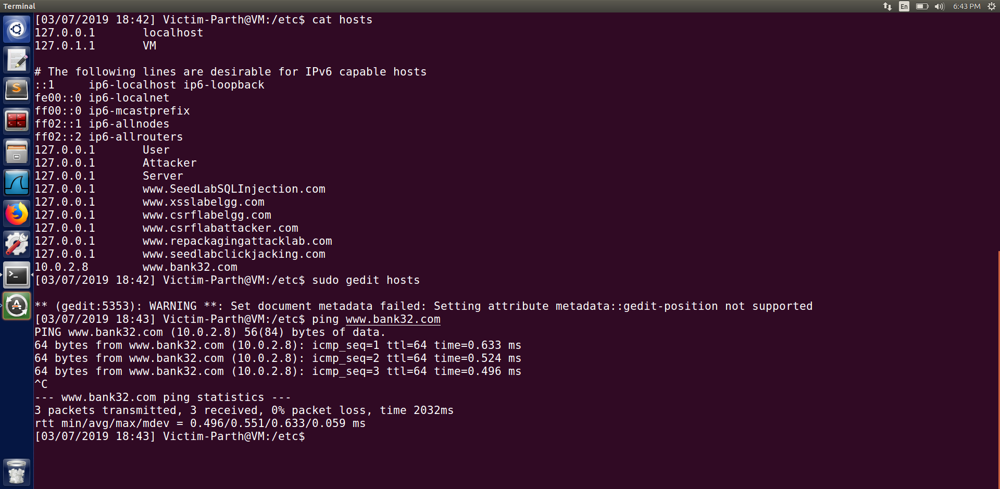 Terminal
En
6:43 PM
[03/07/2019 18:42] Victim-Parth@VM:/etc$ cat hosts
127.0.0.1       localhost
127.0.1.1       VM
# The following lines are desirable for IPv6 capable hosts
::1     ip6-localhost ip6-loopback
fe00::0 ip6-localnet
ff00::0 ip6-mcastprefix
ff02::1 ip6-allnodes
ff02::2 ip6-allrouters
127.0.0.1       User
127.0.0.1       Attacker
127.0.0.1       Server
127.0.0.1       www.SeedLabSQLInjection.com
127.0.0.1       www.xsslabelgg.com
127.0.0.1       www.csrflabelgg.com
127.0.0.1       www.csrflabattacker.com
127.0.0.1       www.repackagingattacklab.com
127.0.0.1       www.seedlabclickjacking.com
10.0.2.8        www.bank32.com
[03/07/2019 18:42] Victim-Parth@VM:/etc$ sudo gedit hosts
** (gedit:5353): WARNING **: Set document metadata failed: Setting attribute metadata::gedit-position not supported
[03/07/2019 18:43] Victim-Parth@VM:/etc$ ping www.bank32.com
PING www.bank32.com (10.0.2.8) 56(84) bytes of data.
64 bytes from www.bank32.com (10.0.2.8): icmp_seq=1 ttl=64 time=0.633 ms
64 bytes from www.bank32.com (10.0.2.8): icmp_seq=2 ttl=64 time=0.524 ms
64 bytes from www.bank32.com (10.0.2.8): icmp_seq=3 ttl=64 time=0.496 ms
^C
--- www.bank32.com ping statistics ---
3 packets transmitted, 3 received, 0% packet loss, time 2032ms
rtt min/avg/max/mdev = 0.496/0.551/0.633/0.059 ms
[03/07/2019 18:43] Victim-Parth@VM:/etc$